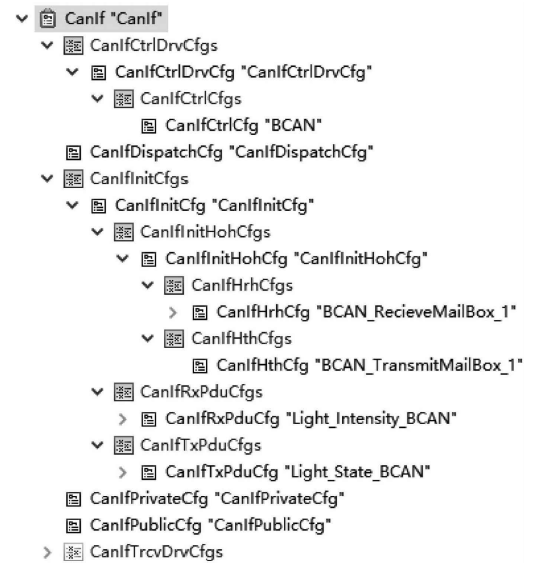 CanIf "CanIf"
CanIfCtrlDrvCfgs
CanIfCtrlDrvCfg "CanIfCtrlDrvCfg"
CanIfCtrlCfgs
CanIfCtrlCfg "BCAN"
CanIfDispatchCfg "CanIfDispatchCfg"
CanIfInitCfgs
CanIfInitCfg "CanIfInitCfg"
CanIfInitHohCfgs
CanIfInitHohCfg "CanIfInitHohCfg"
CanIfHrhCfgs
CanIfHrhCfg "BCAN_RecieveMailBox_1"
CanIfHthCfgs
CanIfHthCfg "BCAN_TransmitMailBox_1"
CanIfRxPduCfgs
CanIfRxPduCfg "Light_Intensity_BCAN"
CanIfTxPduCfgs
CanIfTxPduCfg "Light_State_BCAN"
CanIfPrivateCfg "CanIfPrivateCfg"
CanIfPublicCfg "CanIfPublicCfg"
CanIfTrcvDrvCfgs